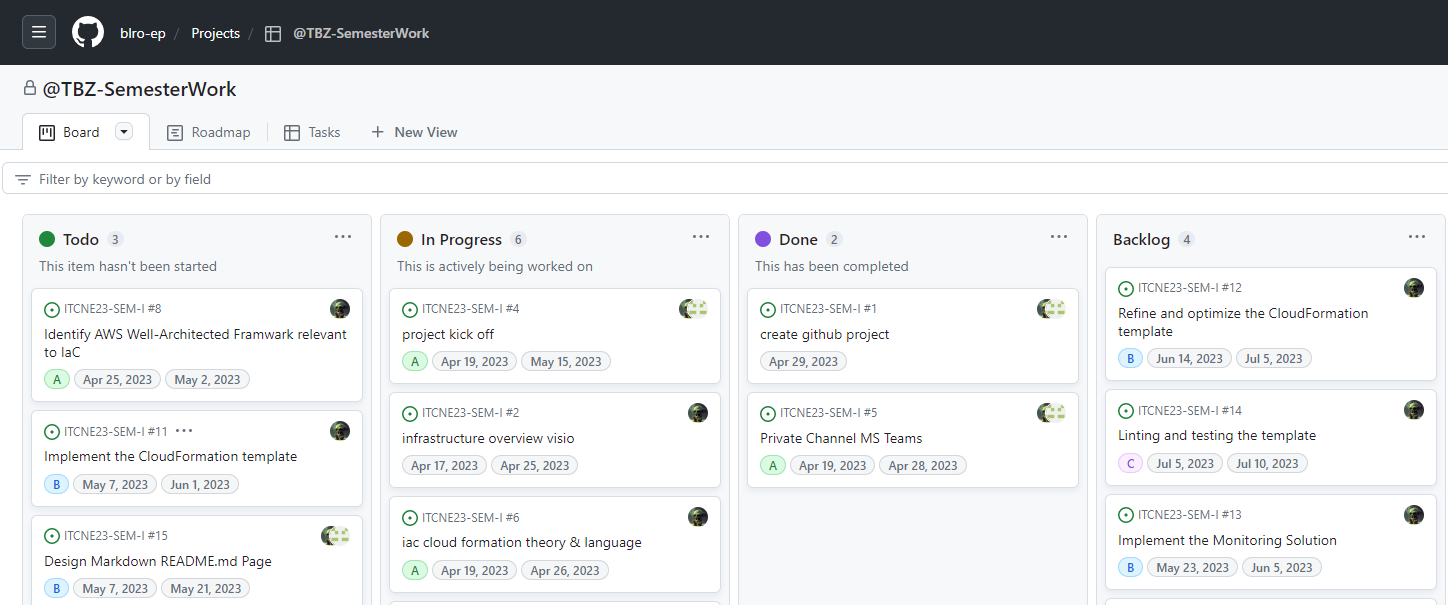 blro-ep / Projects / @TBZ-SemesterWork
@TBZ-SemesterWork
Board Roadmap Tasks New View
Filter by keyword or by field
Todo 3
This item hasn't been started
ITCNE23-SEM-I #8
Identify AWS Well-Architected Framwark relevant
to IaC
A Apr 25, 2023 May 2, 2023
ITCNE23-SEM-I #11
Implement the CloudFormation template
B May 7, 2023 Jun 1, 2023
ITCNE23-SEM-I #15
Design Markdown README.md Page
B May 7, 2023 May 21, 2023
In Progress 6
This is actively being worked on
ITCNE23-SEM-I #4
project kick off
A Apr 19, 2023 May 15, 2023
ITCNE23-SEM-I #2
infrastructure overview visio
Apr 17, 2023 Apr 25, 2023
ITCNE23-SEM-I #6
iac cloud formation theory & language
A Apr 19, 2023 Apr 26, 2023
Done 2
This has been completed
ITCNE23-SEM-I #1
create github project
Apr 29, 2023
ITCNE23-SEM-I #5
Private Channel MS Teams
A Apr 19, 2023 Apr 28, 2023
Backlog 4
ITCNE23-SEM-I #12
Refine and optimize the CloudFormation
template
B Jun 14, 2023 Jul 5, 2023
ITCNE23-SEM-I #14
Linting and testing the template
C Jul 5, 2023 Jul 10, 2023
ITCNE23-SEM-I #13
Implement the Monitoring Solution
B May 23, 2023 Jun 5, 2023